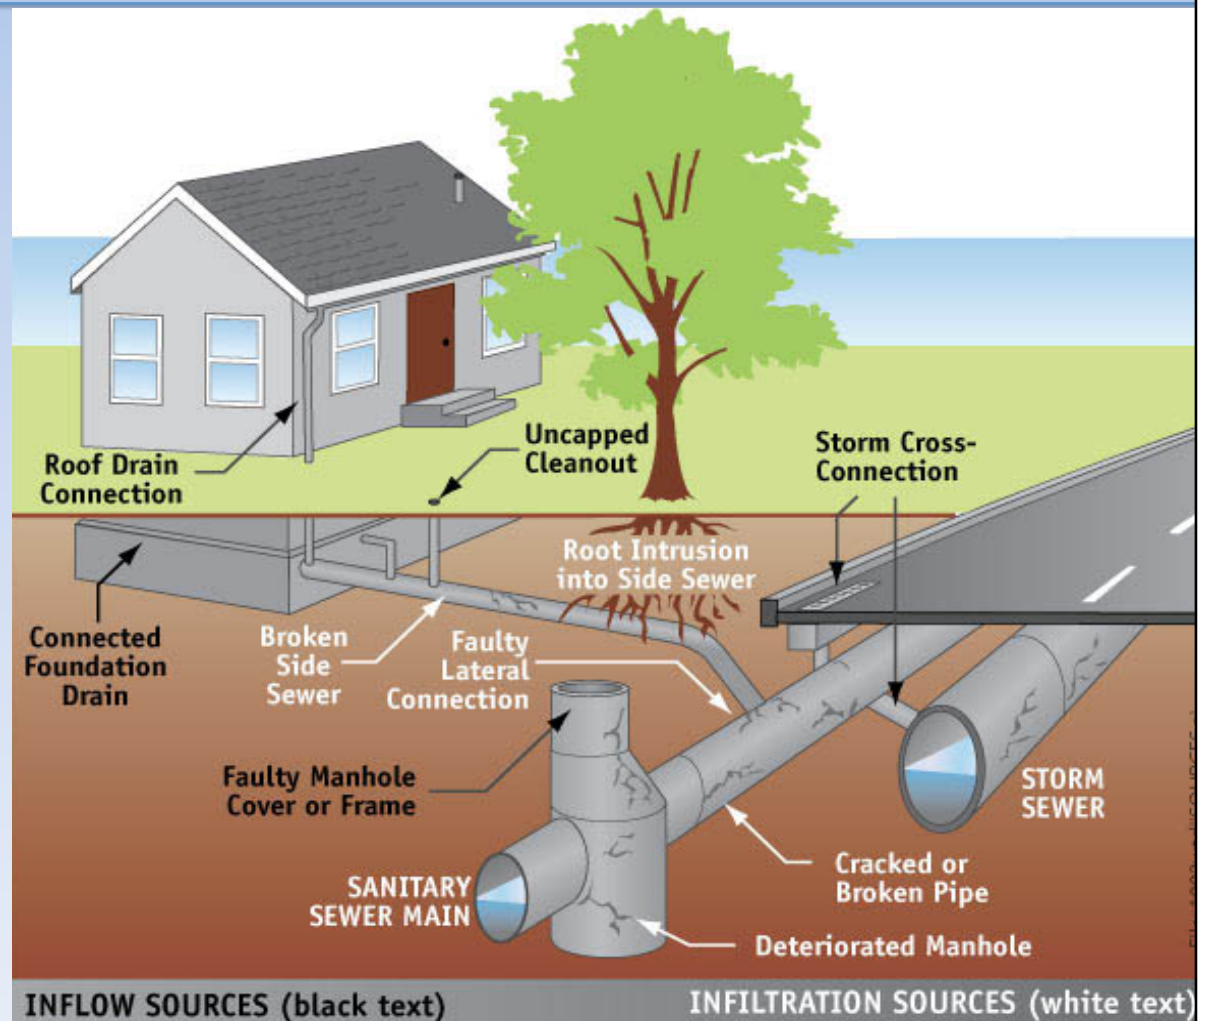 Roof Drain
Connection
Uncapped
Cleanout
Storm Cross-
Connection
Root Intrusion
into Side Sewer
Connected
Foundation
Drain
Broken
Side
Sewer
Faulty
Lateral
Connection
Faulty Manhole
Cover or Frame
STORM
SEWER
Cracked or
Broken Pipe
SANITARY
SEWER MAIN
Deteriorated Manhole
INFLOW SOURCES (black text)
INFILTRATION SOURCES (white text)